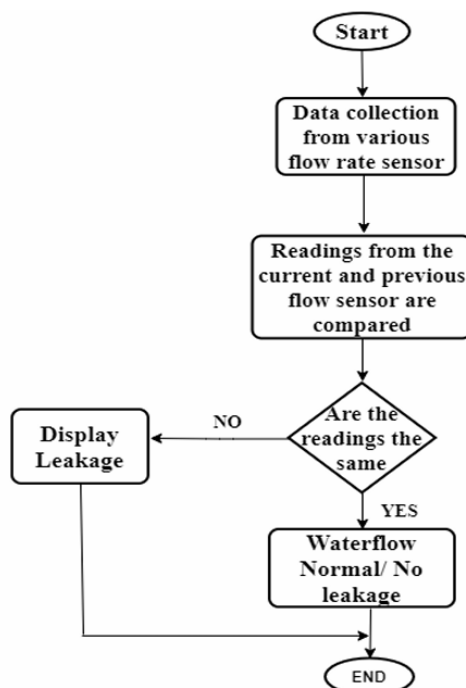 Start
Data collection
from various
flow rate sensor
Readings from the
current and previous
flow sensor are
compared
Are the
readings the
same
NO
Display
Leakage
YES
Waterflow
Normal/ No
leakage
END